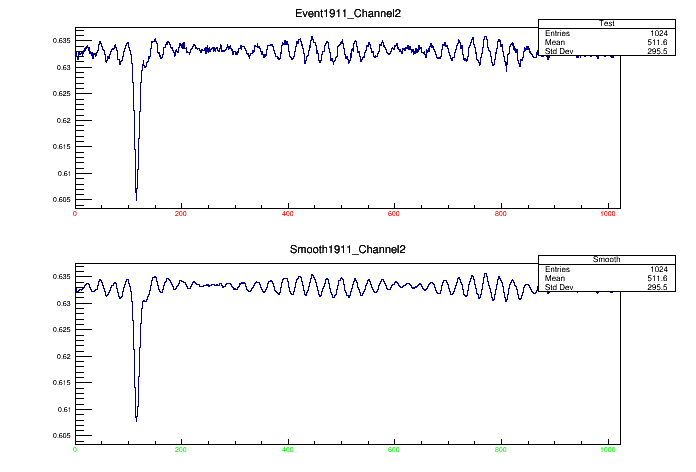 Event1911_Channel2
Test
Entries 1024
Mean 511.6
Std Dev 295.5
0.635
0.63
0.625
0.62
0.615
0.61
0.605
0 200 400 600 800 1000
Smooth1911_Channel2
Smooth
Entries 1024
Mean 511.6
Std Dev 295.5
0.635
0.63
0.625
0.62
0.615
0.61
0.605
0 200 400 600 800 1000